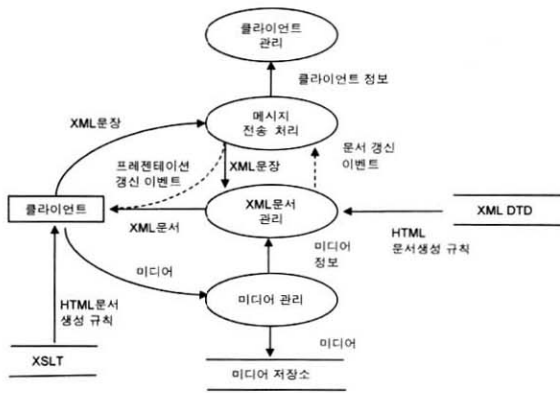 클라이언트
관리
클라이언트 정보
XML문장
메시지
전송 처리
프레젠테이션
갱신 이벤트
XML문장
문서 갱신
이벤트
클라이언트
XML문서
XML문서
관리
XML DTD
HTML
문서생성 규칙
미디어
미디어
정보
HTML문서
생성 규칙
미디어 관리
미디어
XSLT
미디어 저장소